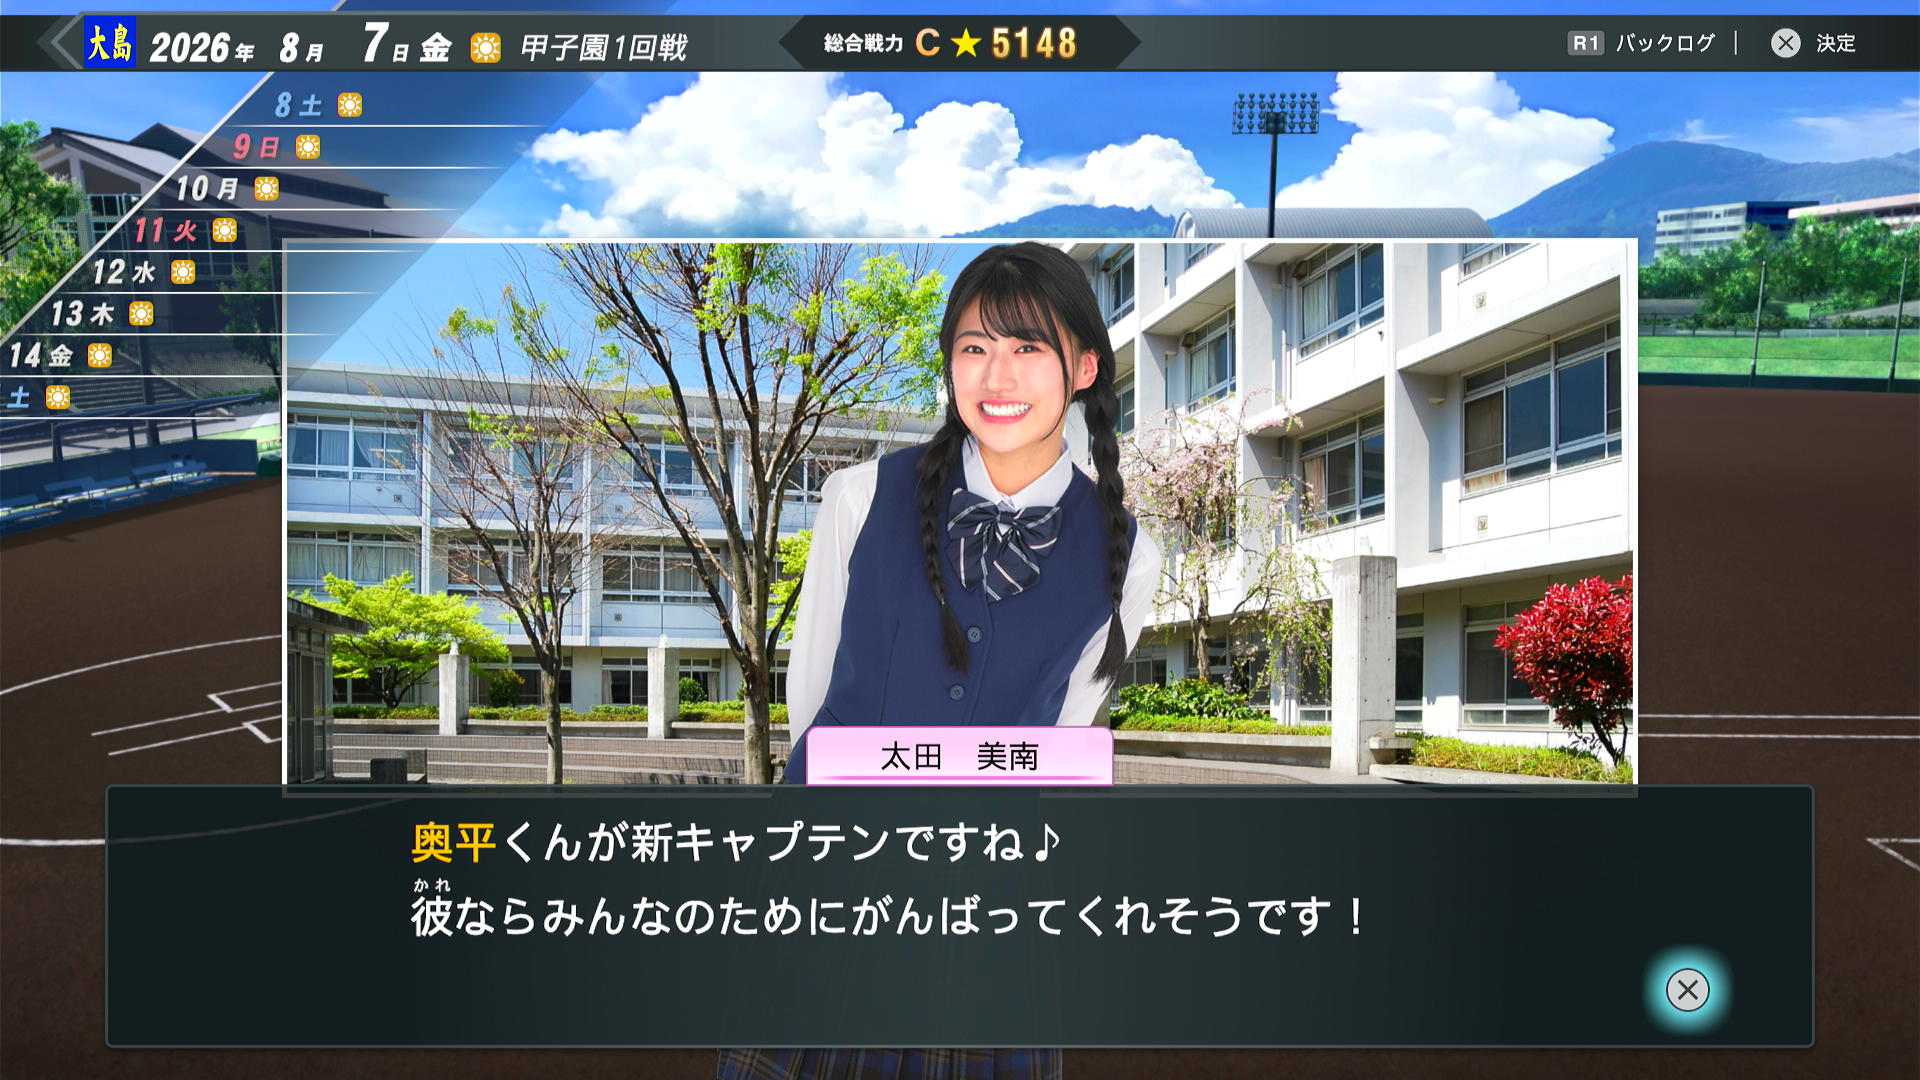 大島 2026年 8月 7日 金 甲子園1回戦
総合戦力 C ★ 5148
R1 バックログ | 決定
8 土
9 日
10 月
11 火
12 水
13 木
14 金
土
太田 美南
奥平くんが新キャプテンですね♪
かれ
彼ならみんなのためにがんばってくれそうです！